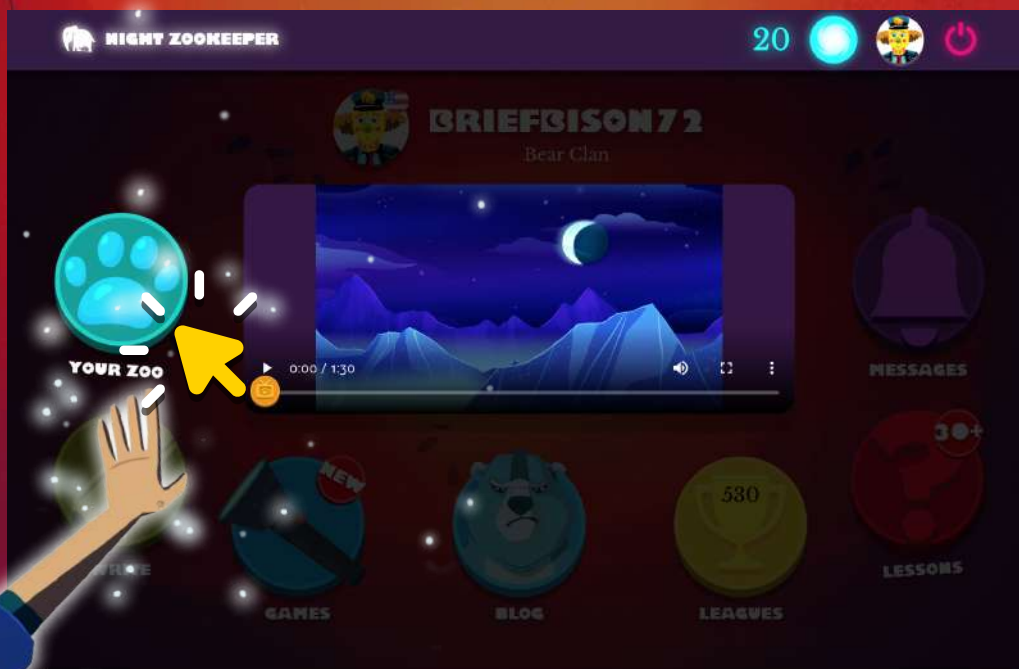 NIGHT ZOOKEEPER
20
BRIEFBISON72
Bear Clan
0:00 / 1:30
YOUR ZOO
MESSAGES
30+
NEW
530
WRITE
LESSONS
GAMES
BLOG
LEAGUES